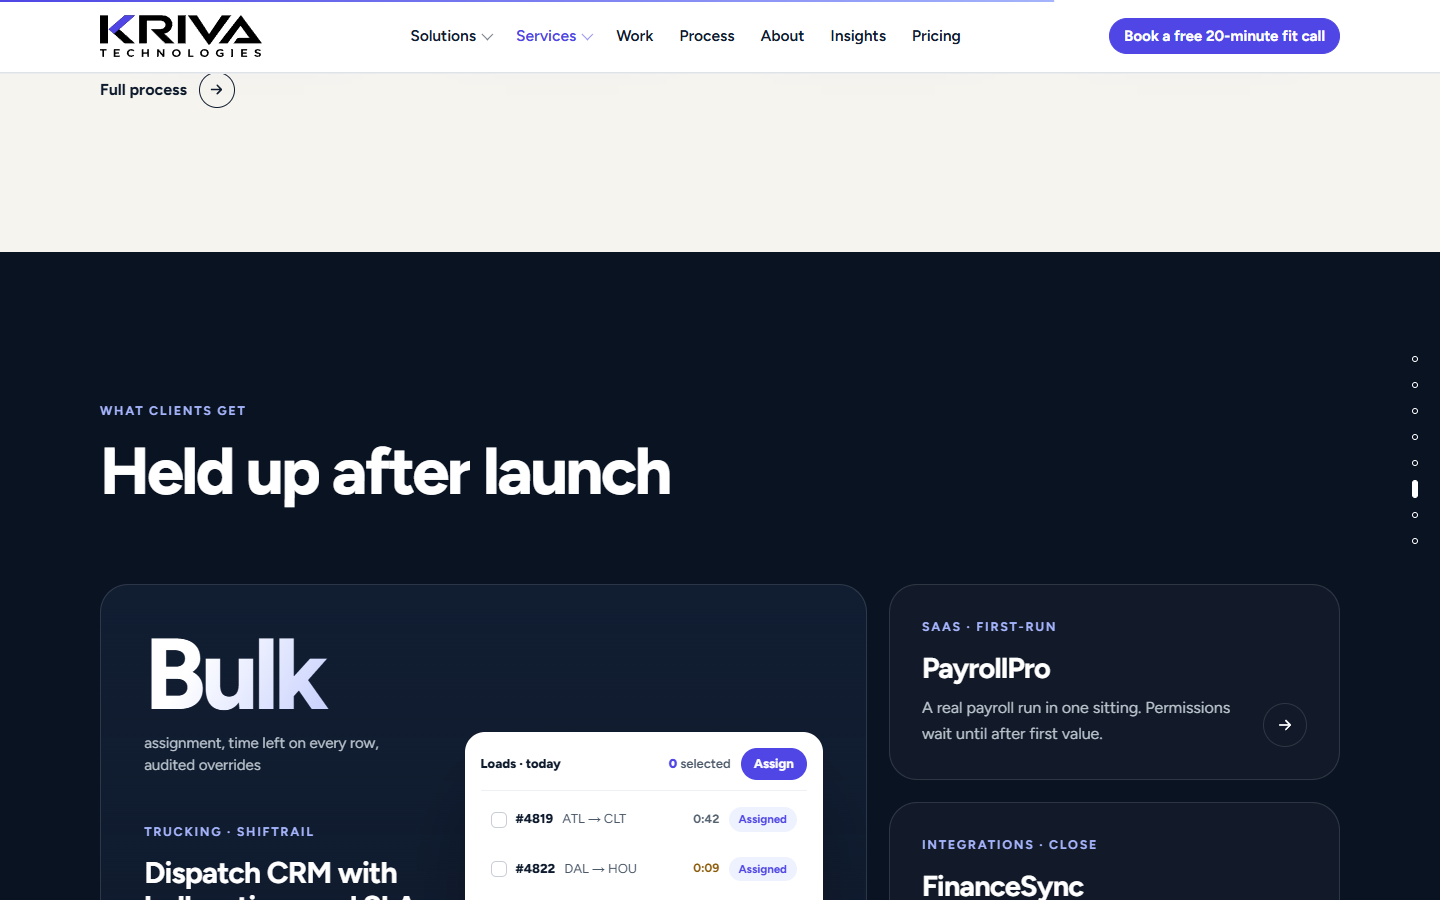 KRIVA
TECHNOLOGIES
Solutions
Services
Work
Process
About
Insights
Pricing
Book a free 20-minute fit call
Full process
WHAT CLIENTS GET
Held up after launch
Bulk
assignment, time left on every row,
audited overrides
TRUCKING · SHIFTRAIL
Dispatch CRM with
Loads · today
0 selected
Assign
#4819 ATL → CLT 0:42 Assigned
#4822 DAL → HOU 0:09 Assigned
SAAS · FIRST-RUN
PayrollPro
A real payroll run in one sitting. Permissions
wait until after first value.
INTEGRATIONS · CLOSE
FinanceSync